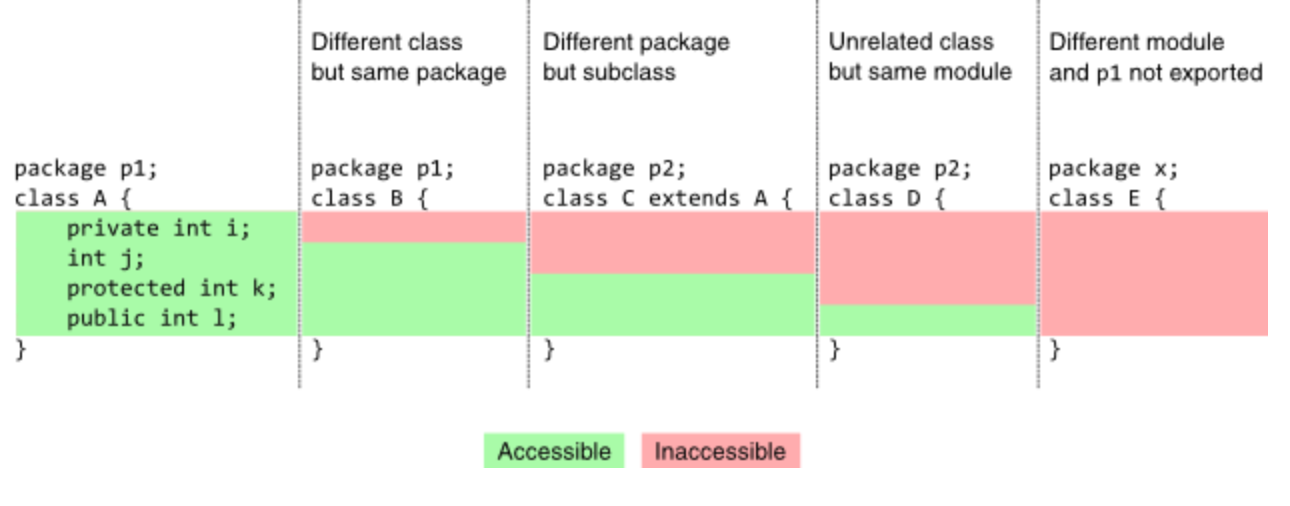 Different class
but same package
Different package
but subclass
Unrelated class
but same module
Different module
and p1 not exported
package p1;
class A {
private int i;
int j;
protected int k;
public int l;
}
package p1;
class B {
}
package p2;
class C extends A {
}
package p2;
class D {
}
package x;
class E {
}
Accessible
Inaccessible